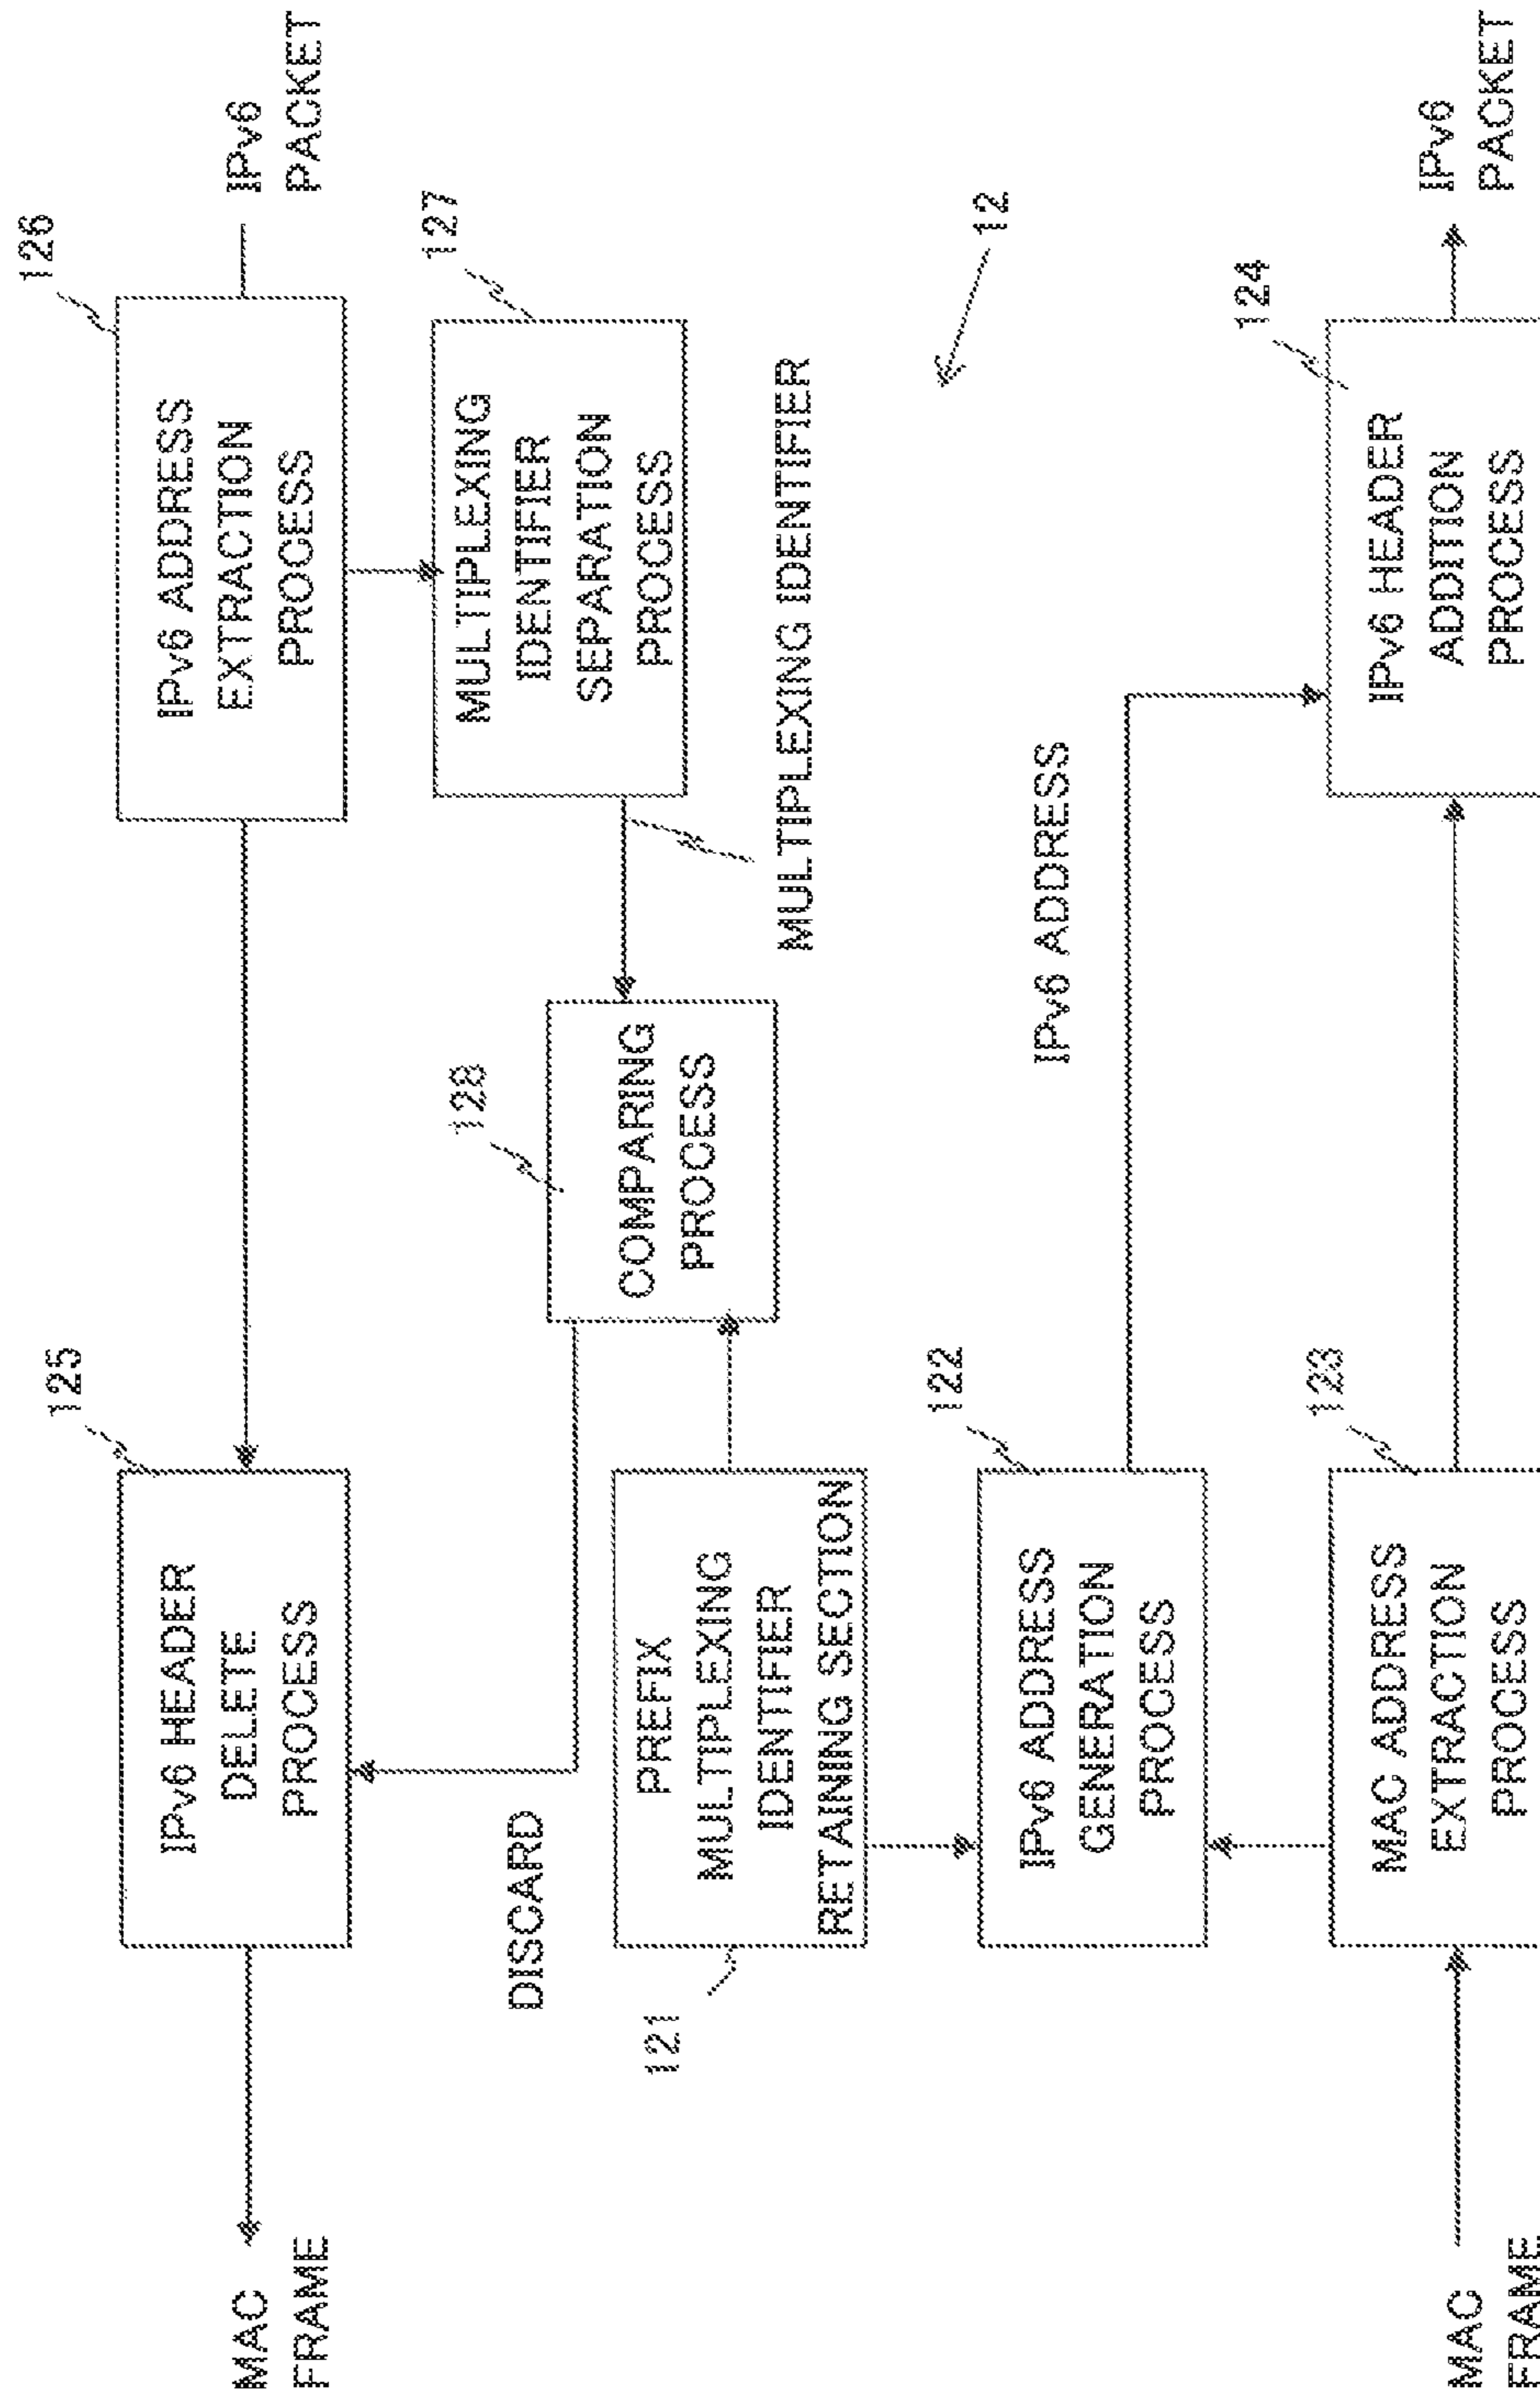 MAC
FRAME
125
IPv6 HEADER
DELETE
PROCESS
126
IPv6 ADDRESS
EXTRACTION
PROCESS
IPv6
PACKET
DISCARD
128
COMPARING
PROCESS
127
MULTIPLEXING
IDENTIFIER
SEPARATION
PROCESS
MULTIPLEXING IDENTIFIER
121
PREFIX
MULTIPLEXING
IDENTIFIER
RETAINING SECTION
12
122
IPv6 ADDRESS
GENERATION
PROCESS
IPv6 ADDRESS
MAC
FRAME
123
MAC ADDRESS
EXTRACTION
PROCESS
124
IPv6 HEADER
ADDITION
PROCESS
IPv6
PACKET